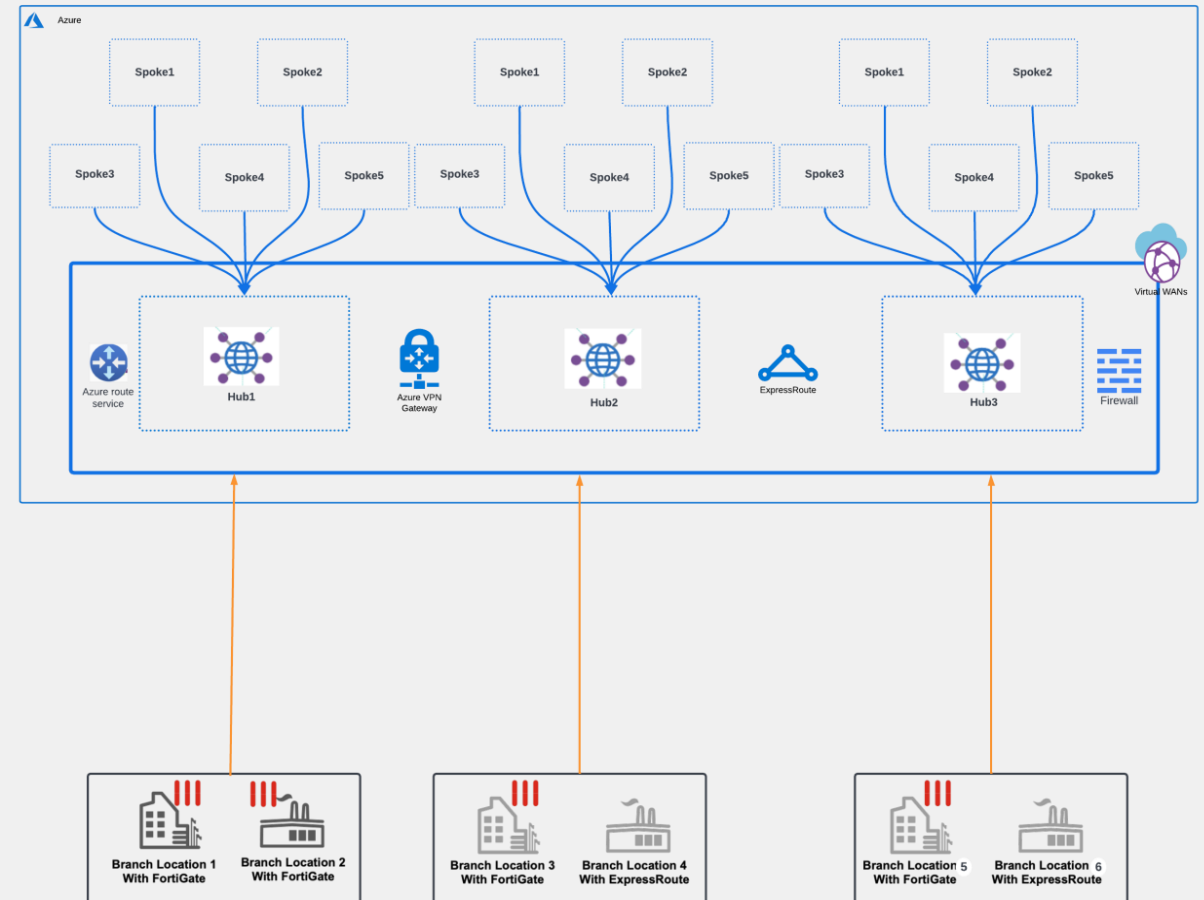 Azure
Spoke1
Spoke2
Spoke1
Spoke2
Spoke1
Spoke2
Spoke3
Spoke4
Spoke5
Spoke3
Spoke4
Spoke5
Spoke3
Spoke4
Spoke5
Virtual WANs
Azure route
service
Hub1
Azure VPN
Gateway
Hub2
ExpressRoute
Hub3
Firewall
Branch Location 1
With FortiGate
Branch Location 2
With FortiGate
Branch Location 3
With FortiGate
Branch Location 4
With ExpressRoute
Branch Location 5
With FortiGate
Branch Location 6
With ExpressRoute